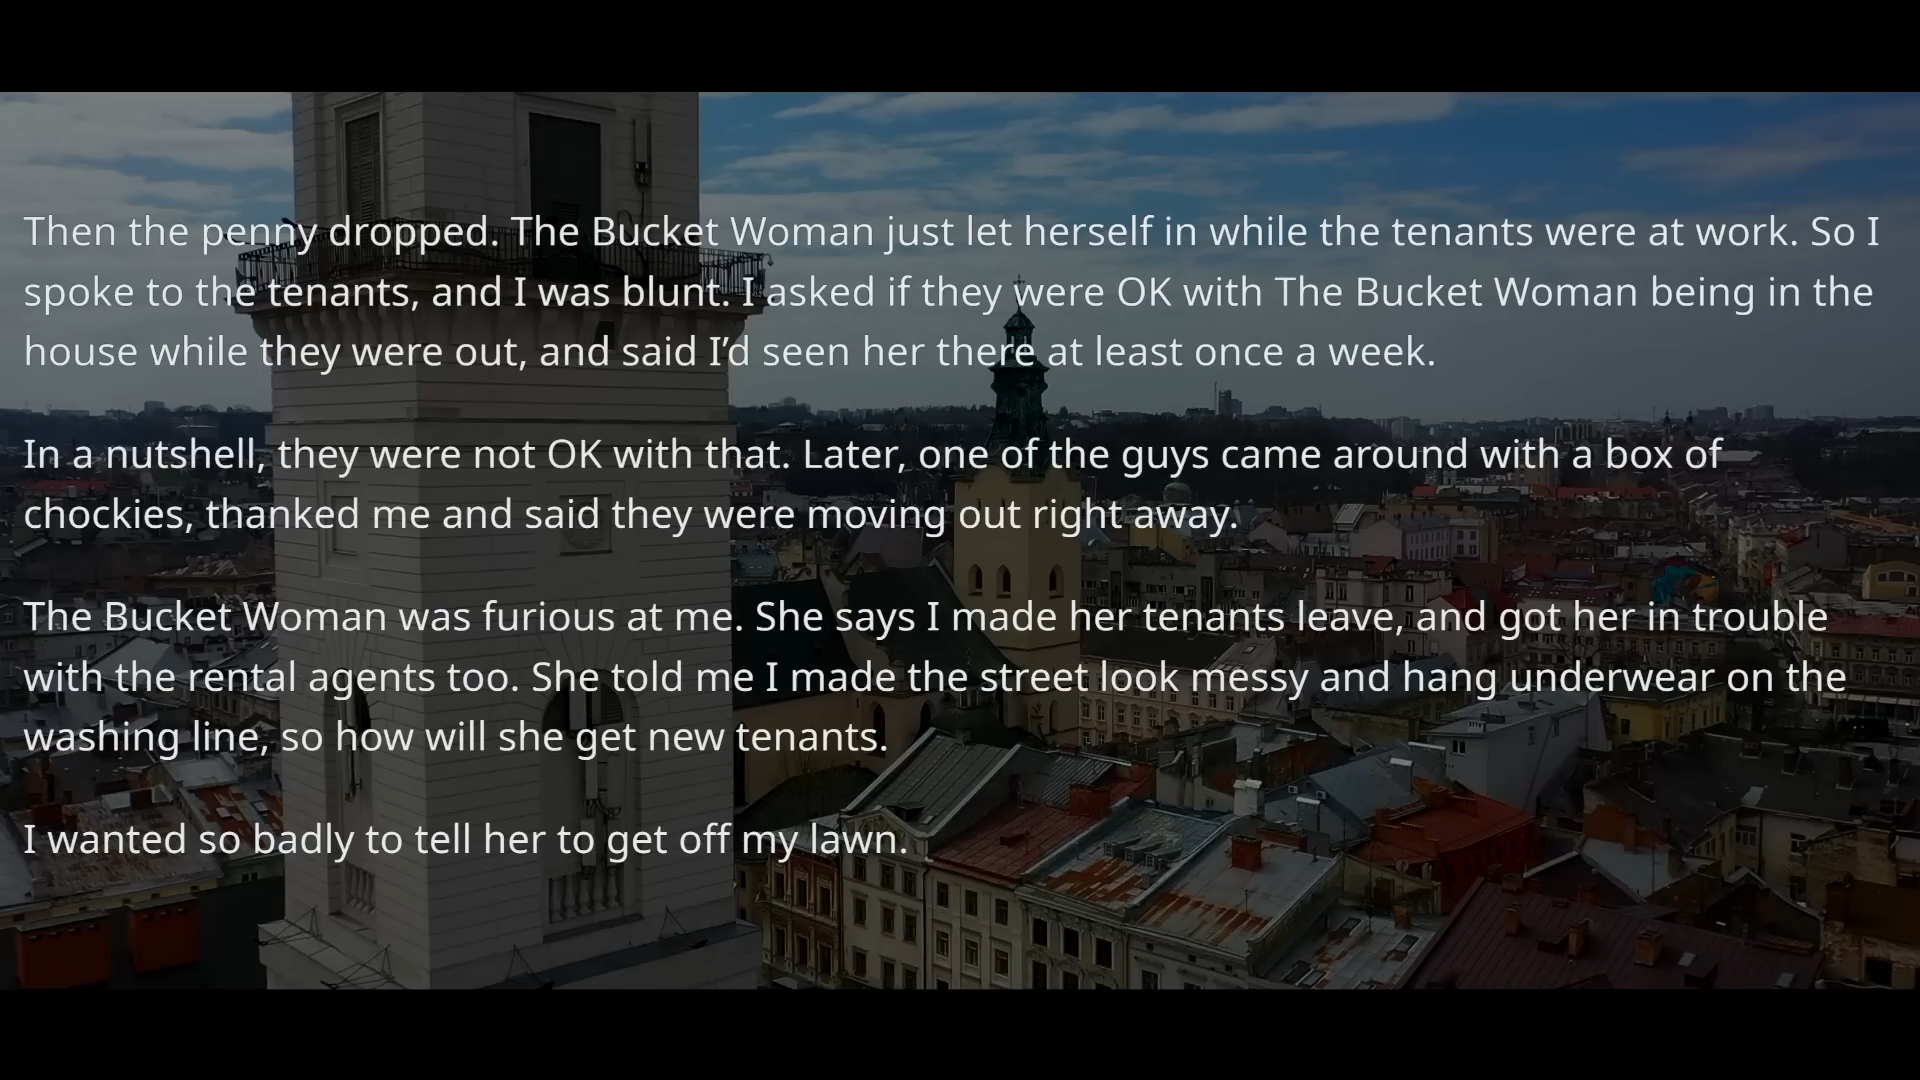 Then the penny dropped. The Bucket Woman just let herself in while the tenants were at work. So I
spoke to the tenants, and I was blunt. I asked if they were OK with The Bucket Woman being in the
house while they were out, and said I’d seen her there at least once a week.
In a nutshell, they were not OK with that. Later, one of the guys came around with a box of
chockies, thanked me and said they were moving out right away.
The Bucket Woman was furious at me. She says I made her tenants leave, and got her in trouble
with the rental agents too. She told me I made the street look messy and hang underwear on the
washing line, so how will she get new tenants.
I wanted so badly to tell her to get off my lawn.